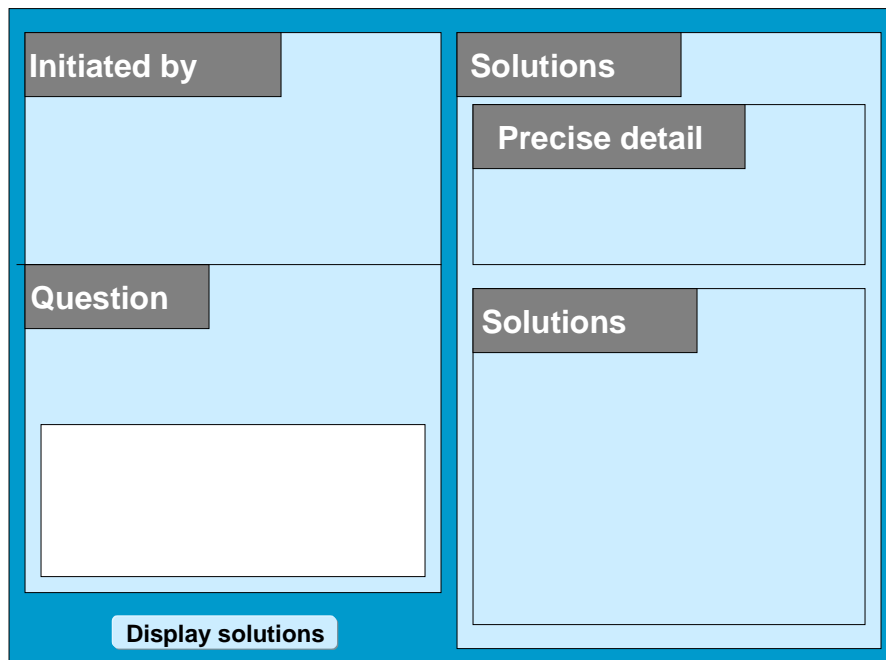 Initiated by
Question
Display solutions
Solutions
Precise detail
Solutions